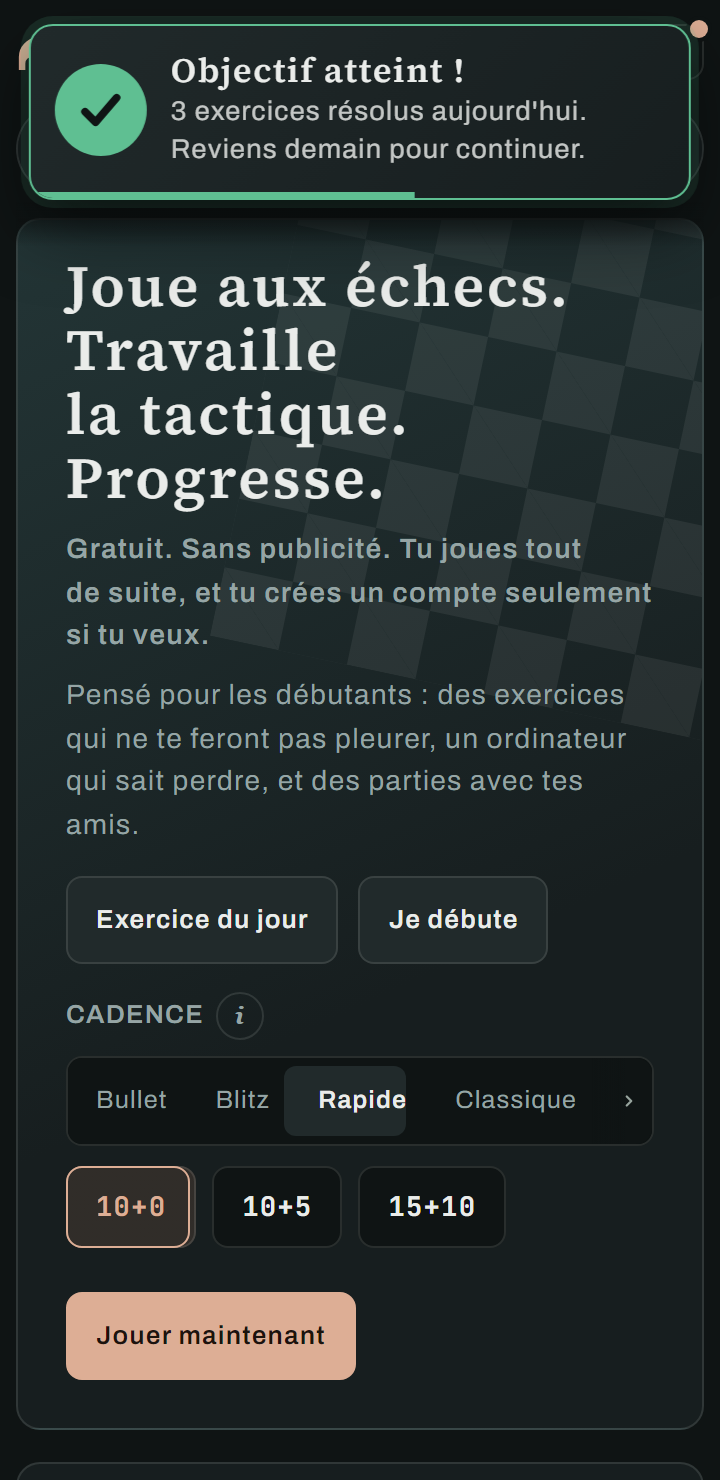 Objectif atteint !
3 exercices résolus aujourd'hui.
Reviens demain pour continuer.
Joue aux échecs.
Travaille
la tactique.
Progresse.
Gratuit. Sans publicité. Tu joues tout
de suite, et tu crées un compte seulement
si tu veux.
Pensé pour les débutants : des exercices
qui ne te feront pas pleurer, un ordinateur
qui sait perdre, et des parties avec tes
amis.
Exercice du jour Je débute
CADENCE i
Bullet Blitz Rapide Classique ›
10+0 10+5 15+10
Jouer maintenant